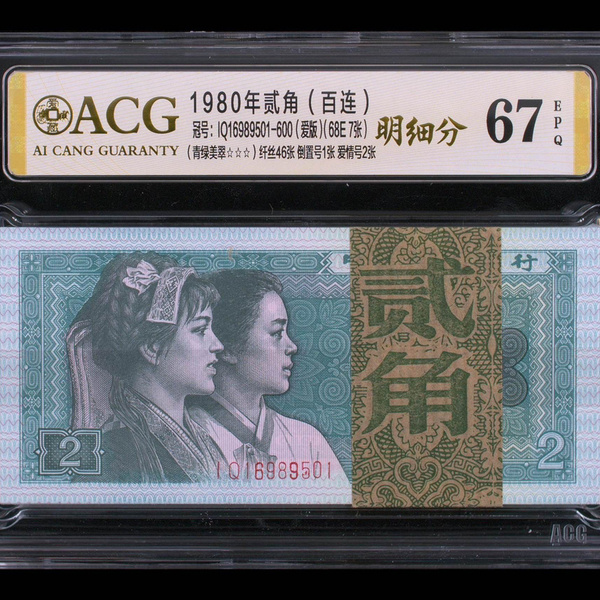 ACG
AI CANG GUARANTY
1980年贰角（百连）
冠号：IQ16989501-600（爱版）(68E 7张)
（青绿美翠☆☆☆）纤丝46张 倒置号1张 爱情号2张
明细分
67
EPQ
行
贰角
2
IQ16989501
2
ACG